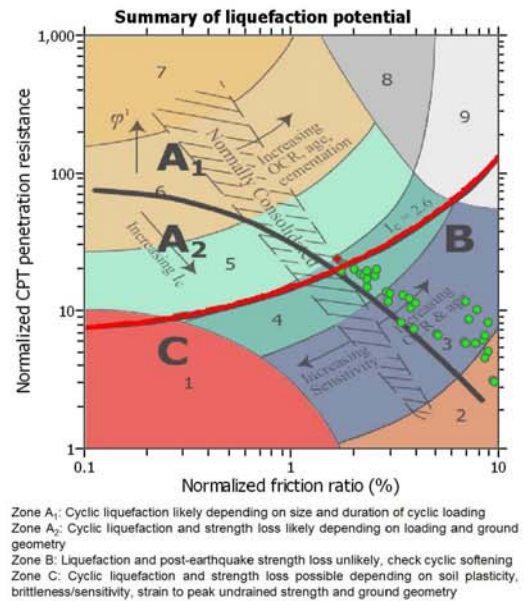 Summary of liquefaction potential
1,000
7
8
9
φ'
Increasing
OCR, age,
cementation
Normally Consolidated
A1
100
6
Ic = 2.6
A2
B
Increasing Ic
5
Normalized CPT penetration resistance
10
4
Increasing
OCR & age
3
C
Increasing
Sensitivity
1
2
1
0.1
1
10
Normalized friction ratio (%)
Zone A1: Cyclic liquefaction likely depending on size and duration of cyclic loading
Zone A2: Cyclic liquefaction and strength loss likely depending on loading and ground
geometry
Zone B: Liquefaction and post-earthquake strength loss unlikely, check cyclic softening
Zone C: Cyclic liquefaction and strength loss possible depending on soil plasticity,
brittleness/sensitivity, strain to peak undrained strength and ground geometry